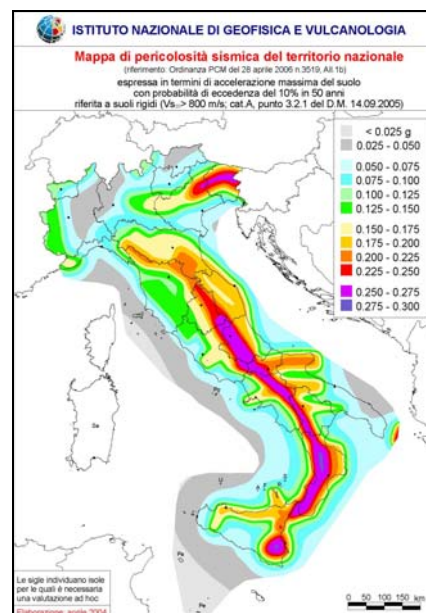 ISTITUTO NAZIONALE DI GEOFISICA E VULCANOLOGIA
Mappa di pericolosità sismica del territorio nazionale
(riferimento: Ordinanza PCM del 28 aprile 2006 n.3519, All.1b)
espressa in termini di accelerazione massima del suolo
con probabilità di eccedenza del 10% in 50 anni
riferita a suoli rigidi (Vs > 800 m/s; cat.A, punto 3.2.1 del D.M. 14.09.2005)
< 0.025 g
0.025 - 0.050
0.050 - 0.075
0.075 - 0.100
0.100 - 0.125
0.125 - 0.150
0.150 - 0.175
0.175 - 0.200
0.200 - 0.225
0.225 - 0.250
0.250 - 0.275
0.275 - 0.300
Sa
U
Pa
Pe
Le sigle individuano isole
per le quali è necessaria
una valutazione ad hoc
Elaborazione: aprile 2004
0 50 100 150
km